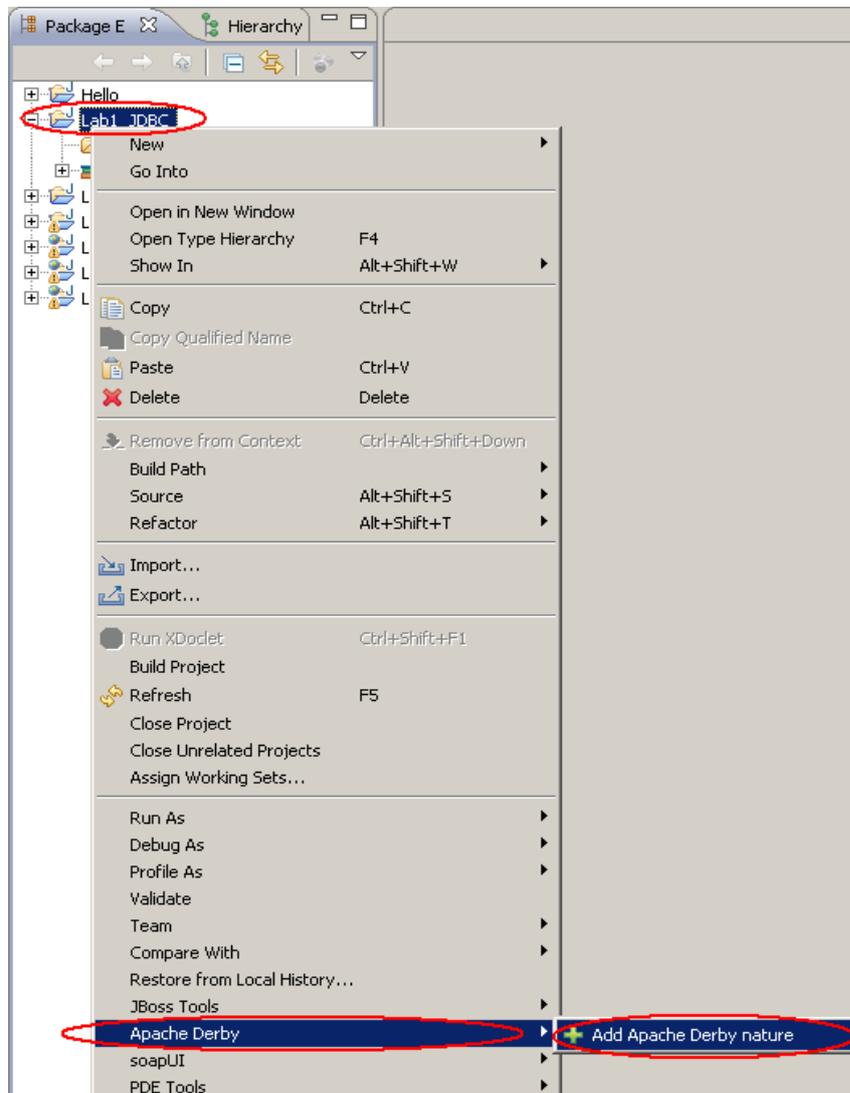 Package E
Hierarchy
Hello
Lab1_JDBC
New
Go Into
L
L
L
L
L
Open in New Window
Open Type Hierarchy F4
Show In Alt+Shift+W
Copy Ctrl+C
Copy Qualified Name
Paste Ctrl+V
Delete Delete
Remove from Context Ctrl+Alt+Shift+Down
Build Path
Source Alt+Shift+S
Refactor Alt+Shift+T
Import...
Export...
Run XDoclet Ctrl+Shift+F1
Build Project
Refresh F5
Close Project
Close Unrelated Projects
Assign Working Sets...
Run As
Debug As
Profile As
Validate
Team
Compare With
Restore from Local History...
JBoss Tools
Apache Derby
Add Apache Derby nature
soapUI
PDE Tools